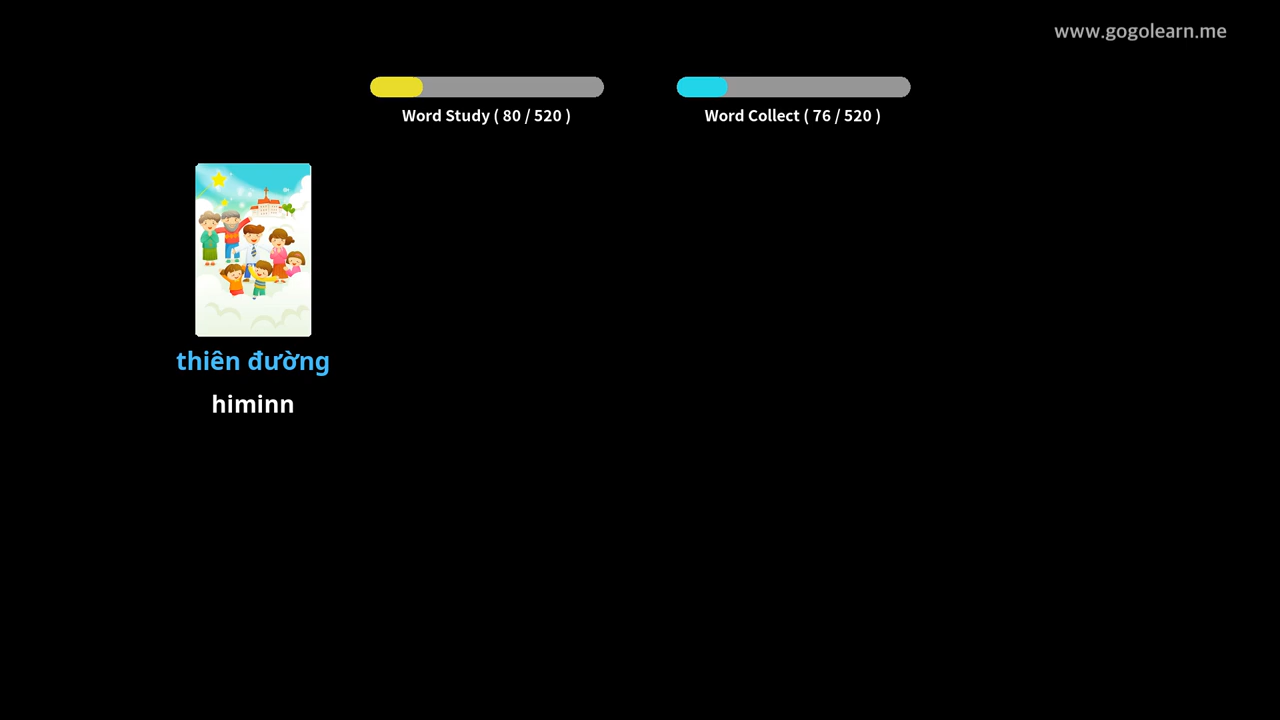 www.gogolearn.me
Word Study ( 80 / 520 )
Word Collect ( 76 / 520 )
thiên đường
himinn